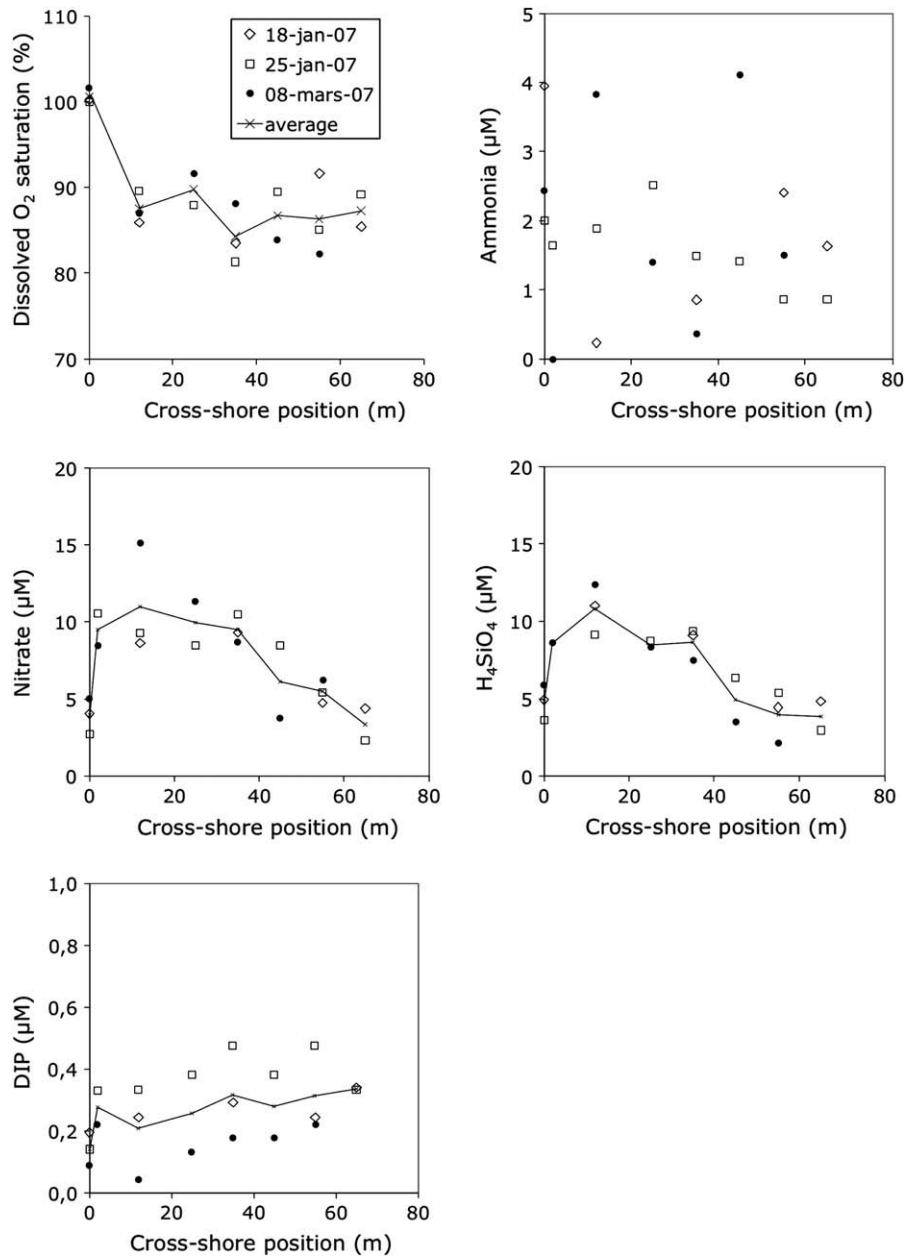 Dissolved O₂ saturation (%)
110
100
90
80
70
0 20 40 60 80
Cross-shore position (m)
18-jan-07
25-jan-07
08-mars-07
average
Ammonia (µM)
5
4
3
2
1
0
0 20 40 60 80
Cross-shore position (m)
Nitrate (µM)
20
15
10
5
0
0 20 40 60 80
Cross-shore position (m)
H₄SiO₄ (µM)
20
15
10
5
0
0 20 40 60 80
Cross-shore position (m)
DIP (µM)
1,0
0,8
0,6
0,4
0,2
0,0
0 20 40 60 80
Cross-shore position (m)